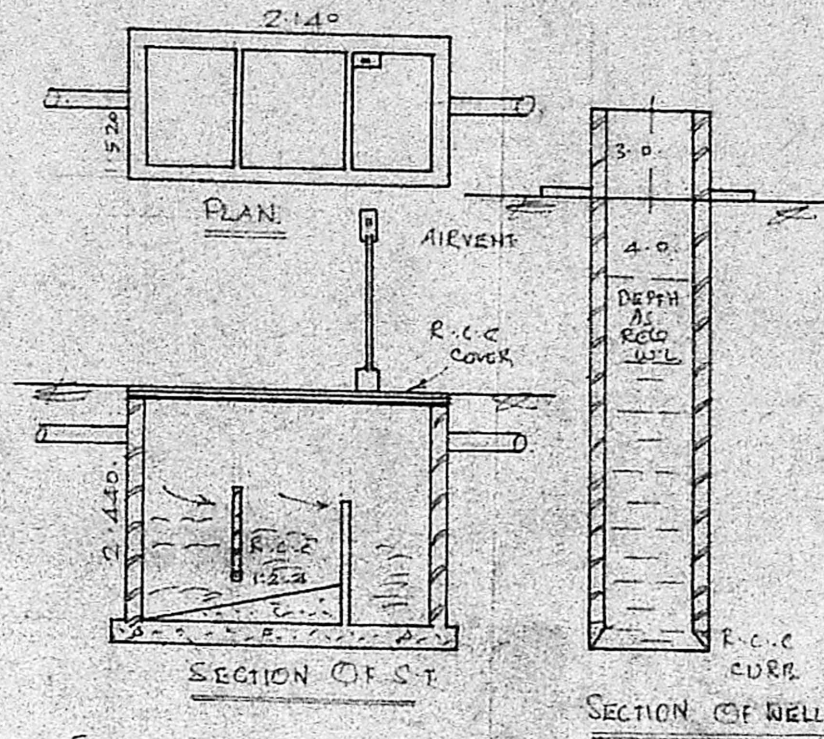 2.140
1.520
PLAN.
AIRVENT
R.C.C
COVER
2.440.
R.C.C
1:2:4
SECTION OF S.T.
3.0.
4.0.
DEPTH
AS
W.L
R.C.C
CURB
SECTION OF WELL